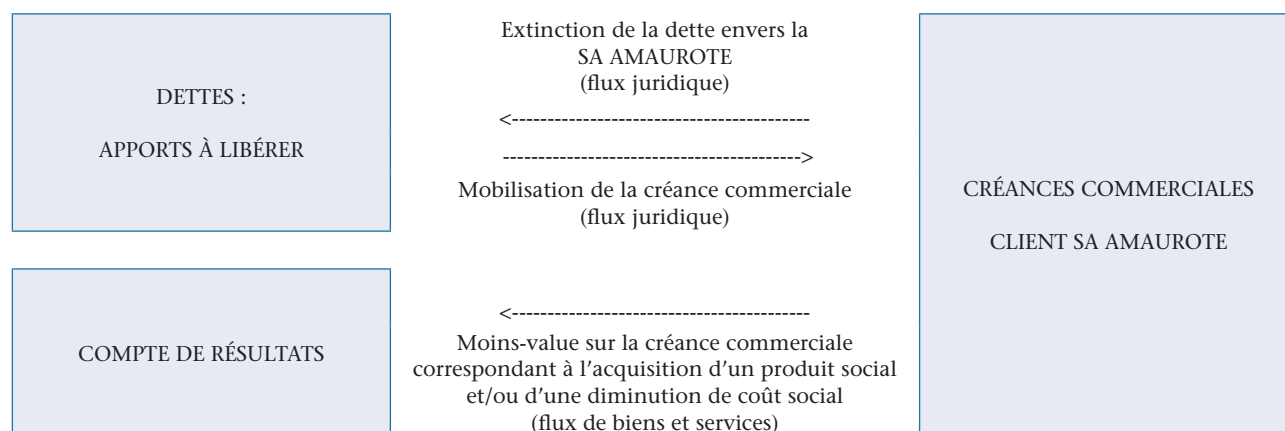 DETTES :
APPORTS À LIBÉRER
Extinction de la dette envers la
SA AMAUROTE
(flux juridique)
<-----------------------------------------
----------------------------------------->
Mobilisation de la créance commerciale
(flux juridique)
CRÉANCES COMMERCIALES
CLIENT SA AMAUROTE
COMPTE DE RÉSULTATS
<-----------------------------------------
Moins-value sur la créance commerciale
correspondant à l’acquisition d’un produit social
et/ou d’une diminution de coût social
(flux de biens et services)